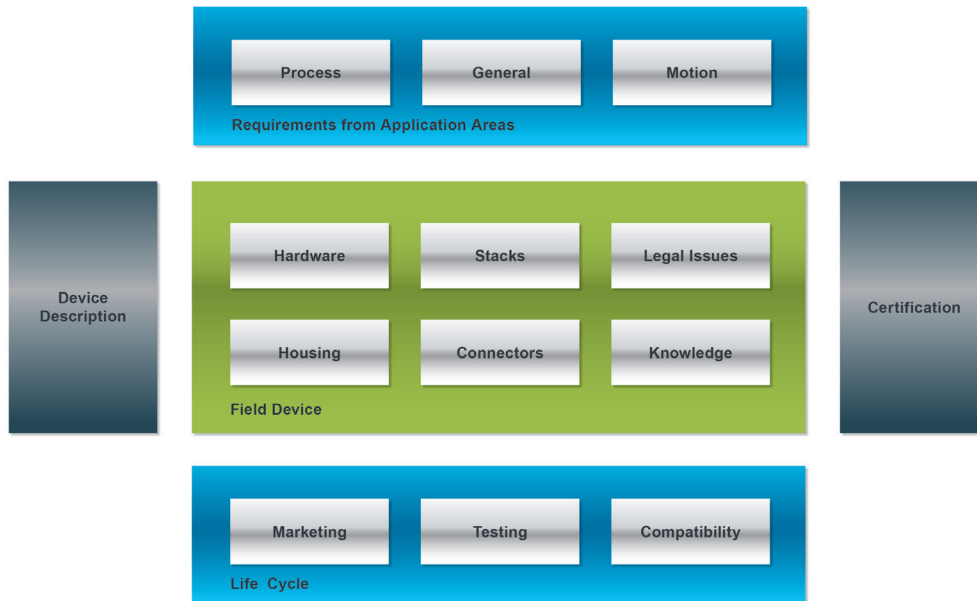 Process
General
Motion
Requirements from Application Areas
Device
Description
Hardware
Stacks
Legal Issues
Housing
Connectors
Knowledge
Field Device
Certification
Marketing
Testing
Compatibility
Life Cycle